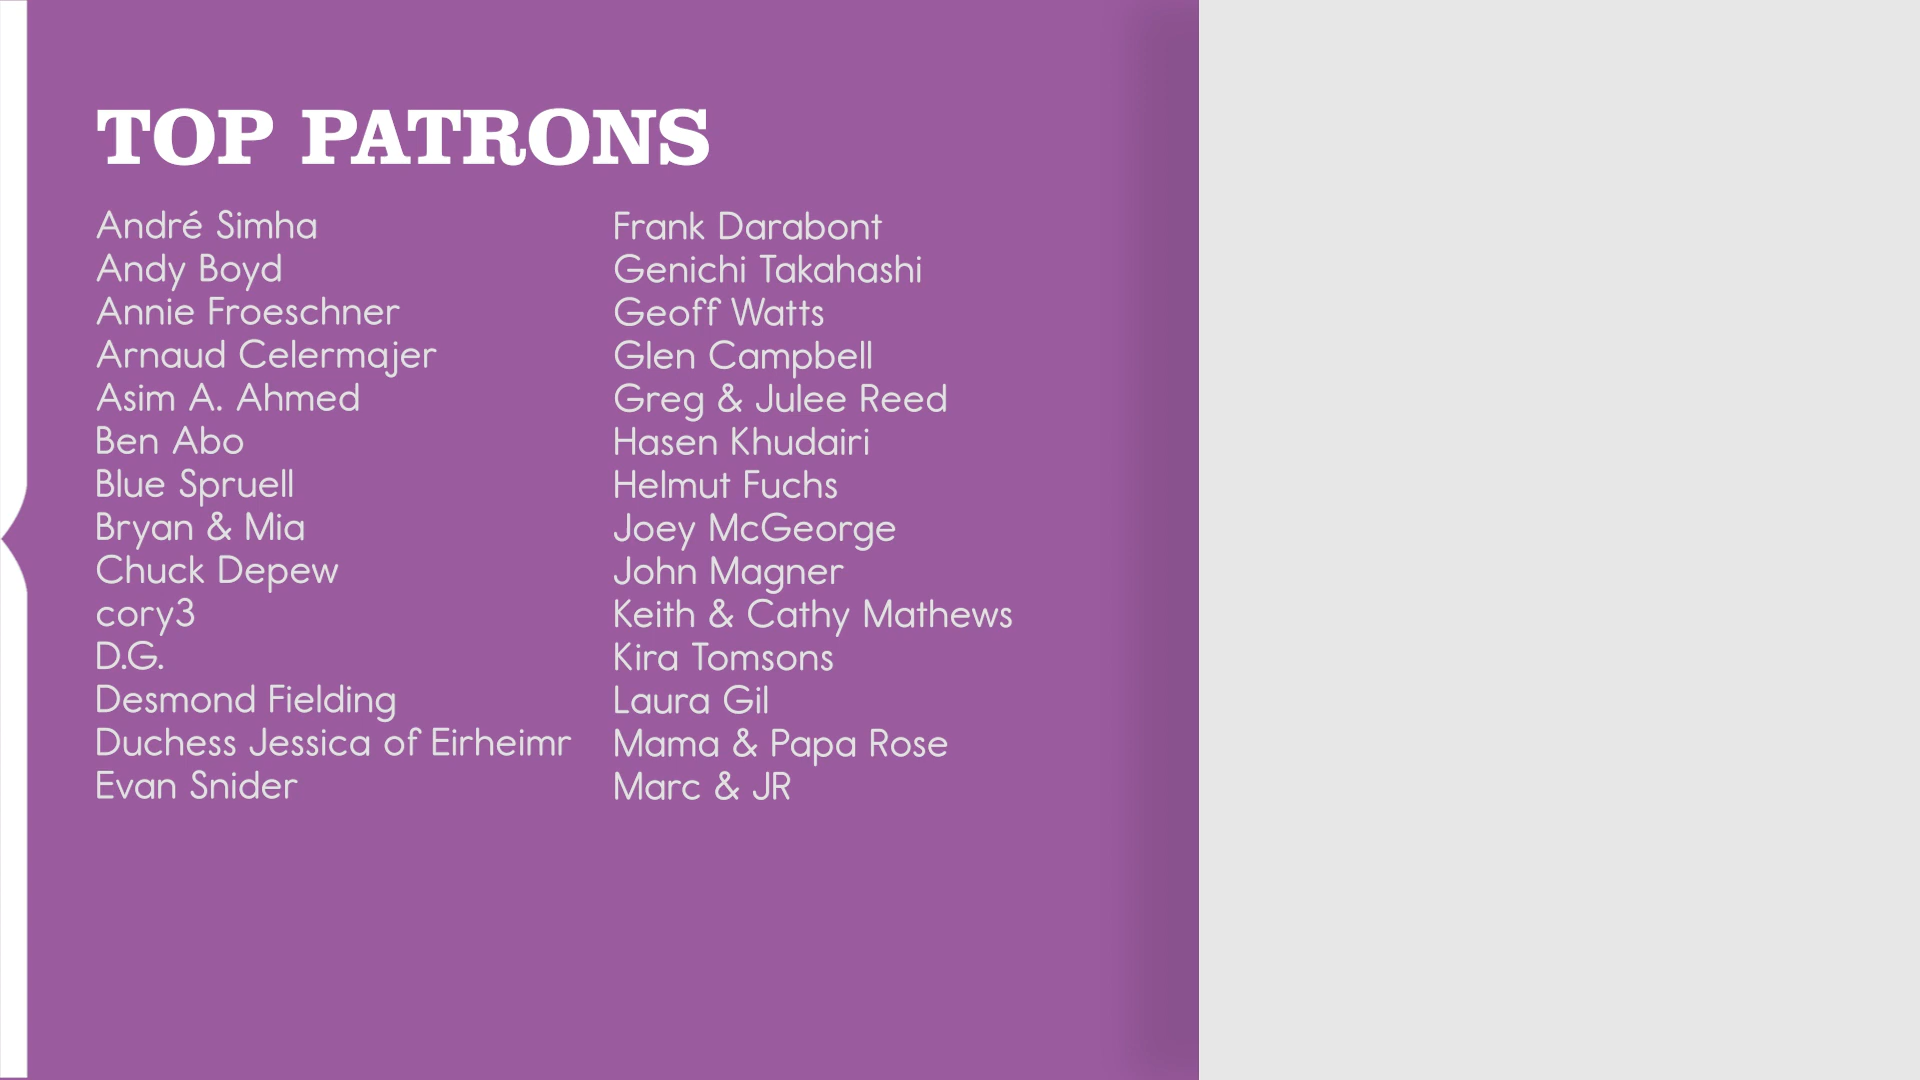 TOP PATRONS
André Simha
Andy Boyd
Annie Froeschner
Arnaud Celermajer
Asim A. Ahmed
Ben Abo
Blue Spruell
Bryan & Mia
Chuck Depew
cory3
D.G.
Desmond Fielding
Duchess Jessica of Eirheimr
Evan Snider
Frank Darabont
Genichi Takahashi
Geoff Watts
Glen Campbell
Greg & Julee Reed
Hasen Khudairi
Helmut Fuchs
Joey McGeorge
John Magner
Keith & Cathy Mathews
Kira Tomsons
Laura Gil
Mama & Papa Rose
Marc & JR